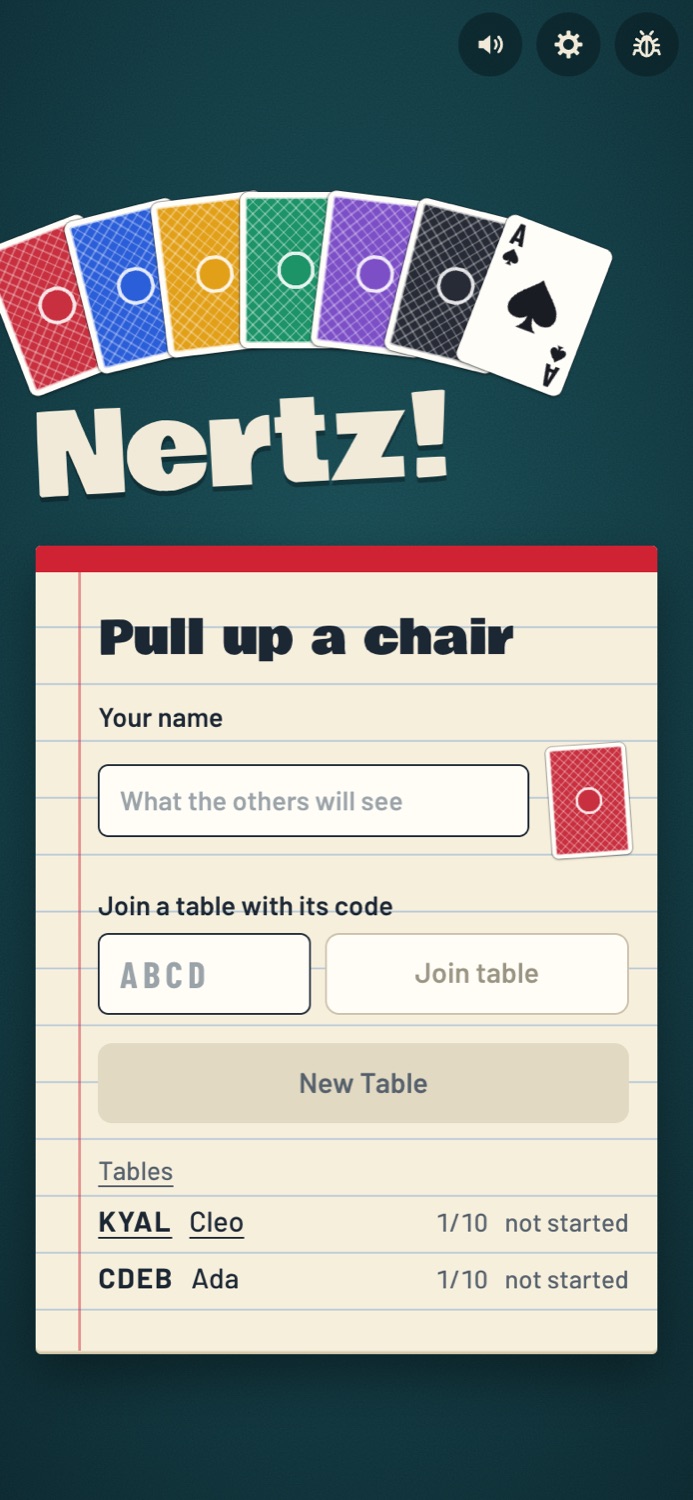 A
A
Nertz!
Pull up a chair
Your name
What the others will see
Join a table with its code
ABCD Join table
New Table
Tables
KYAL Cleo 1/10 not started
CDEB Ada 1/10 not started